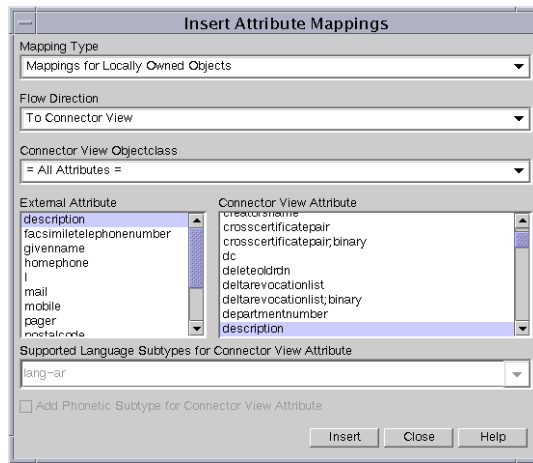 Insert Attribute Mappings
Mapping Type
Mappings for Locally Owned Objects
Flow Direction
To Connector View
Connector View Objectclass
= All Attributes =
External Attribute
description
facsimiletelephonenumber
givenname
homephone
l
mail
mobile
pager
postalcode
Connector View Attribute
creatorsname
crosscertificatepair
crosscertificatepair;binary
dc
deleteoldrdn
deltarevocationlist
deltarevocationlist;binary
departmentnumber
description
Supported Language Subtypes for Connector View Attribute
lang-ar
Add Phonetic Subtype for Connector View Attribute
Insert
Close
Help